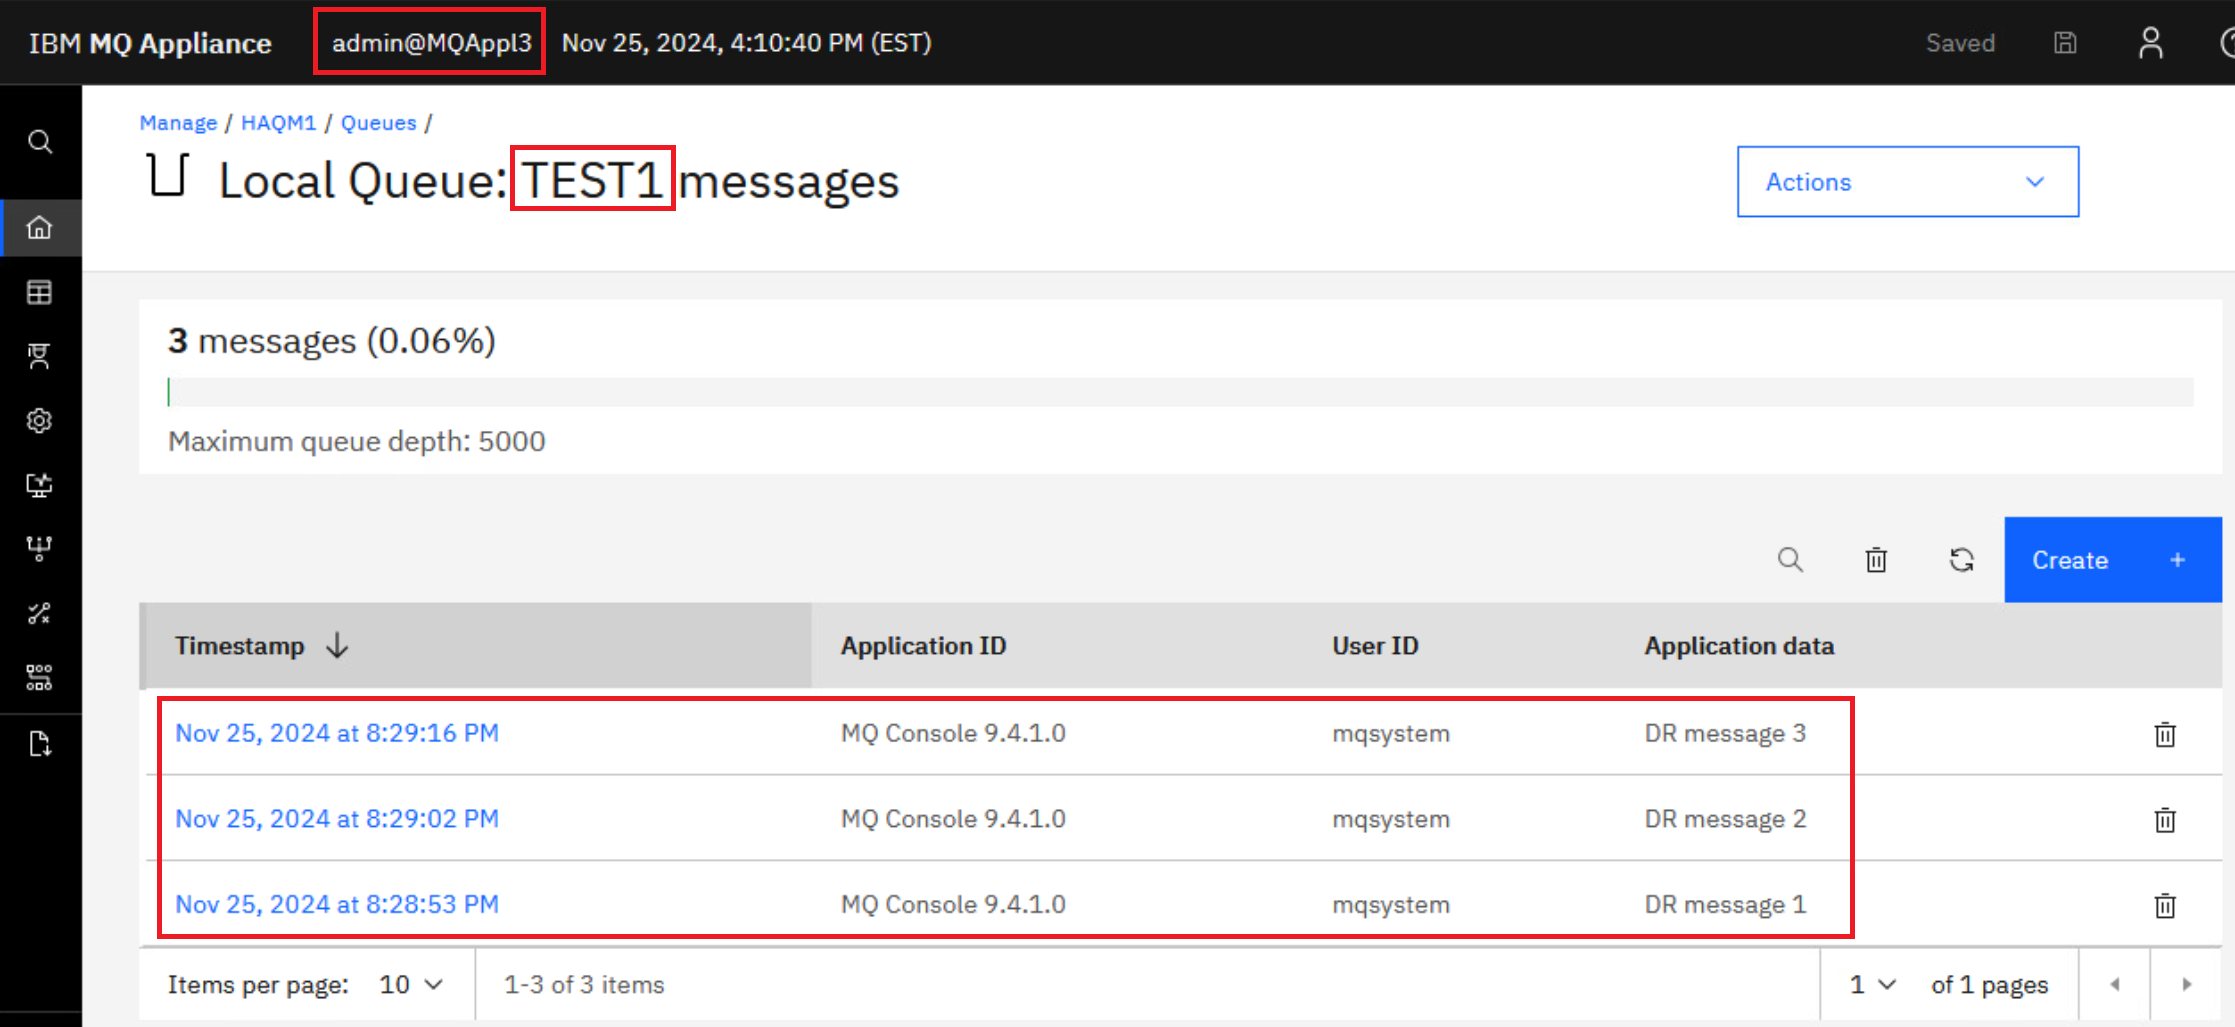 IBM MQ Appliance admin@MQAppl3 Nov 25, 2024, 4:10:40 PM (EST) Saved
Manage / HAQM1 / Queues /
Local Queue: TEST1 messages
Actions
3 messages (0.06%)
Maximum queue depth: 5000
Create +
Timestamp Application ID User ID Application data
Nov 25, 2024 at 8:29:16 PM MQ Console 9.4.1.0 mqsystem DR message 3
Nov 25, 2024 at 8:29:02 PM MQ Console 9.4.1.0 mqsystem DR message 2
Nov 25, 2024 at 8:28:53 PM MQ Console 9.4.1.0 mqsystem DR message 1
Items per page: 10 1-3 of 3 items 1 of 1 pages